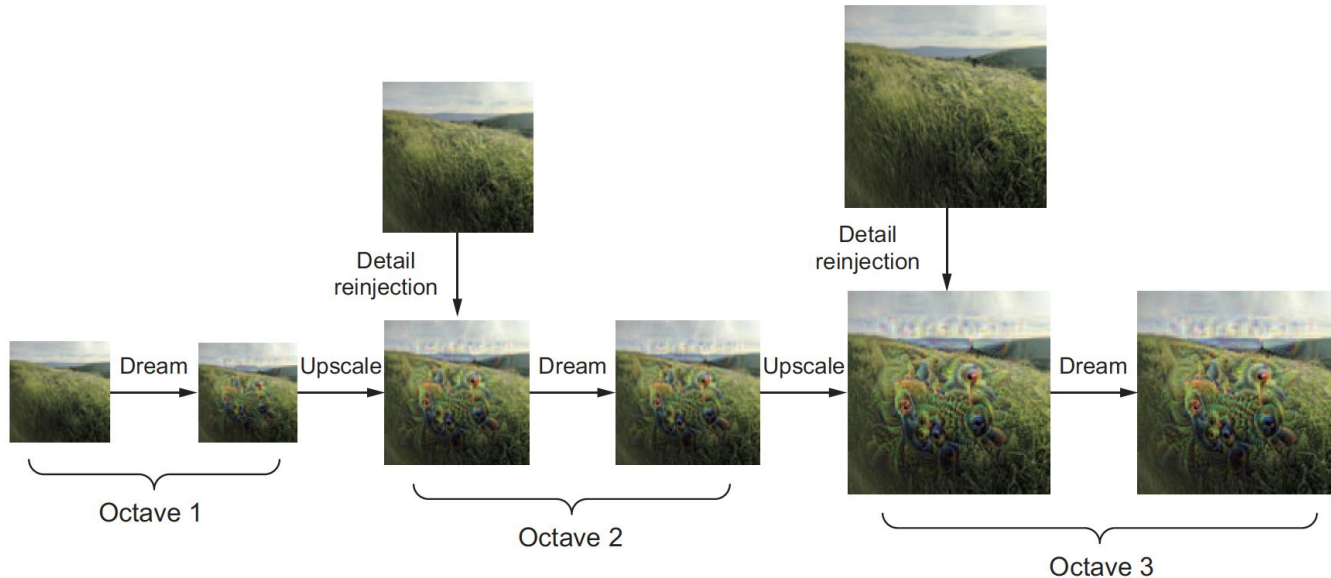 Detail
reinjection
Detail
reinjection
Dream
Upscale
Dream
Upscale
Dream
Octave 1
Octave 2
Octave 3